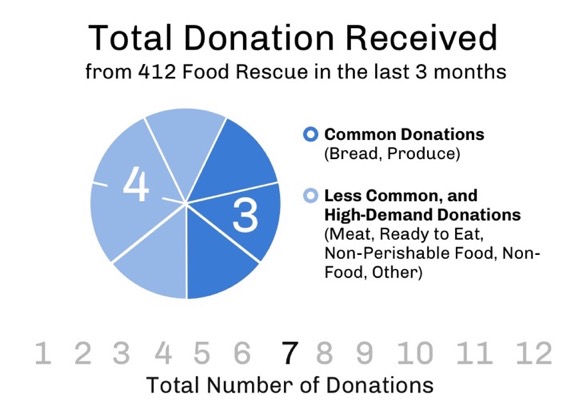 Total Donation Received
from 412 Food Rescue in the last 3 months
4
3
Common Donations
(Bread, Produce)
Less Common, and
High-Demand Donations
(Meat, Ready to Eat,
Non-Perishable Food, Non-
Food, Other)
1 2 3 4 5 6 7 8 9 10 11 12
Total Number of Donations